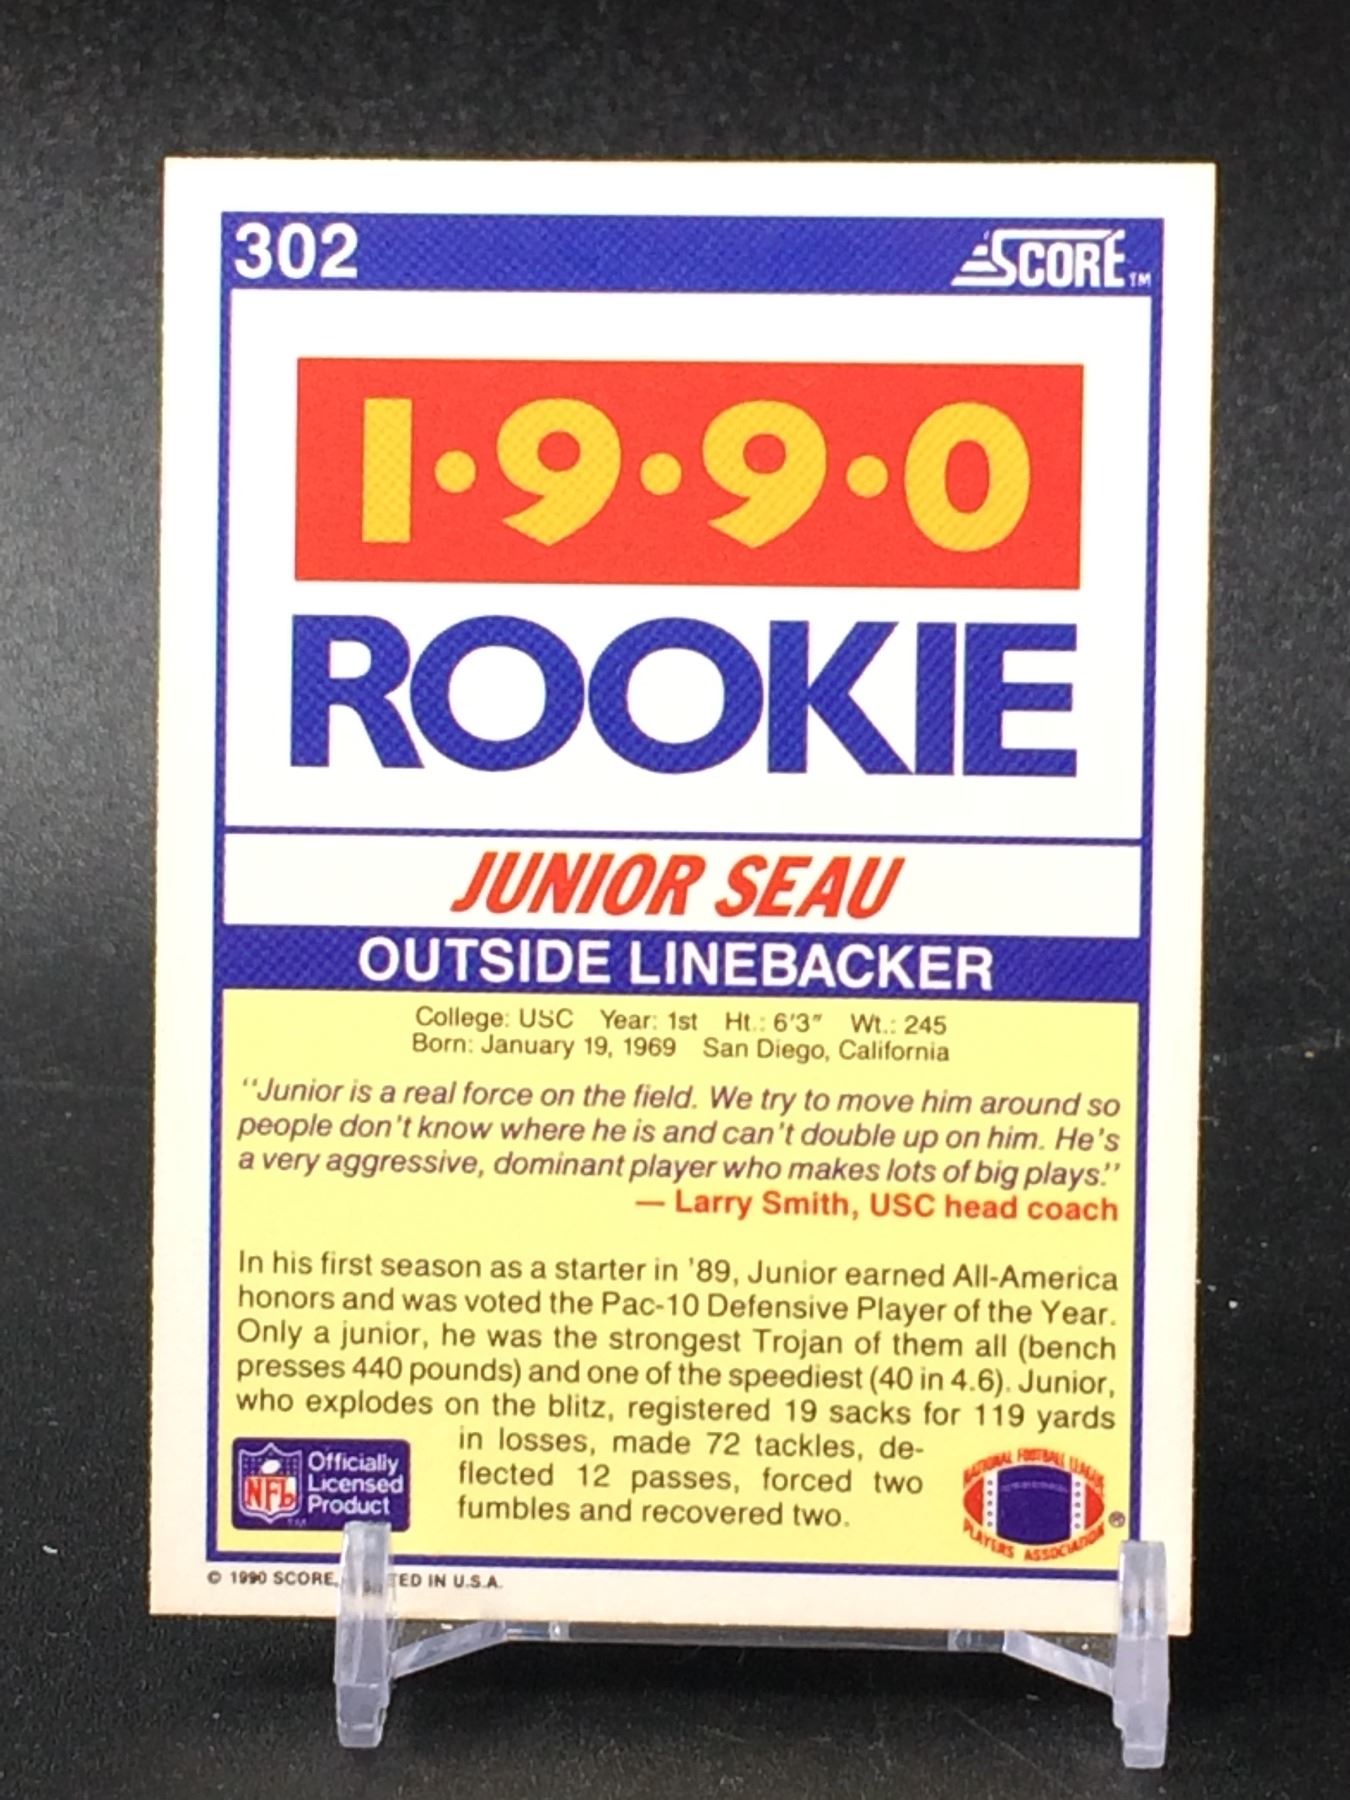 302
SCORE™
1·9·9·0
ROOKIE
JUNIOR SEAU
OUTSIDE LINEBACKER
College: USC Year: 1st Ht.: 6'3" Wt.: 245
Born: January 19, 1969 San Diego, California
"Junior is a real force on the field. We try to move him around so
people don't know where he is and can't double up on him. He's
a very aggressive, dominant player who makes lots of big plays."
— Larry Smith, USC head coach
In his first season as a starter in '89, Junior earned All-America
honors and was voted the Pac-10 Defensive Player of the Year.
Only a junior, he was the strongest Trojan of them all (bench
presses 440 pounds) and one of the speediest (40 in 4.6). Junior,
who explodes on the blitz, registered 19 sacks for 119 yards
in losses, made 72 tackles, de-
flected 12 passes, forced two
fumbles and recovered two.
NFL
Officially
Licensed
Product
TM
NATIONAL FOOTBALL LEAGUE
PLAYERS ASSOCIATION
®
© 1990 SCORE, TED IN U.S.A.